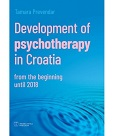 Development of
psychotherapy
in Croatia
from the beginning
until 2018